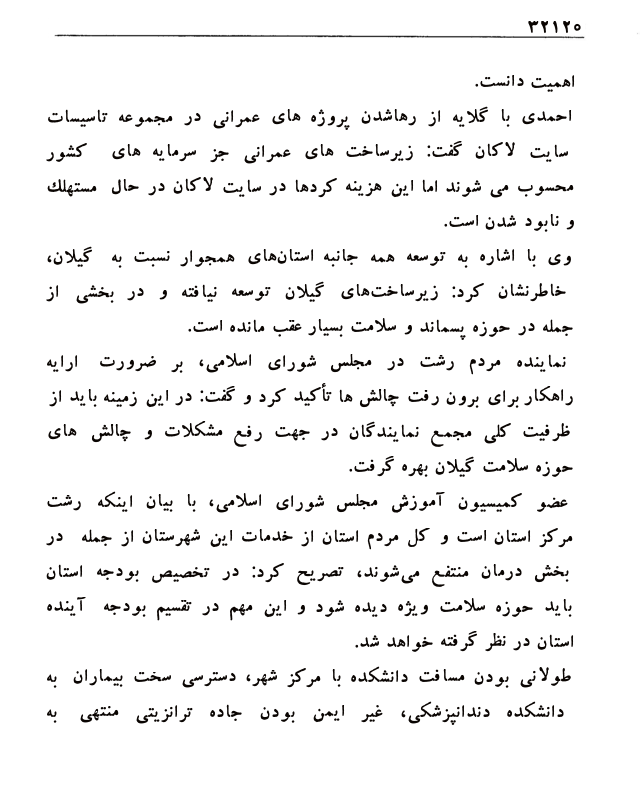 ۳۲۱۲۵
اهمیت دانست.
احمدی با گلایه از رهاشدن پروژه های عمرانی در مجموعه تاسیسات
سایت لاکان گفت: زیرساخت های عمرانی جز سرمایه های کشور
محسوب می شوند اما این هزینه کردها در سایت لاکان در حال مستهلك
و نابود شدن است.
وی با اشاره به توسعه همه جانبه استان‌های همجوار نسبت به گیلان،
خاطرنشان کرد: زیرساخت‌های گیلان توسعه نیافته و در بخشی از
جمله در حوزه پسماند و سلامت بسیار عقب مانده است.
نماینده مردم رشت در مجلس شورای اسلامی، بر ضرورت ارایه
راهکار برای برون رفت چالش ها تأکید کرد و گفت: در این زمینه باید از
ظرفیت کلی مجمع نمایندگان در جهت رفع مشکلات و چالش های
حوزه سلامت گیلان بهره گرفت.
عضو کمیسیون آموزش مجلس شورای اسلامی، با بیان اینکه رشت
مرکز استان است و کل مردم استان از خدمات این شهرستان از جمله در
بخش درمان منتفع می‌شوند، تصریح کرد: در تخصیص بودجه استان
باید حوزه سلامت ویژه دیده شود و این مهم در تقسیم بودجه آینده
استان در نظر گرفته خواهد شد.
طولانی بودن مسافت دانشکده با مرکز شهر، دسترسی سخت بیماران به
دانشکده دندانپزشکی، غیر ایمن بودن جاده ترانزیتی منتهی به